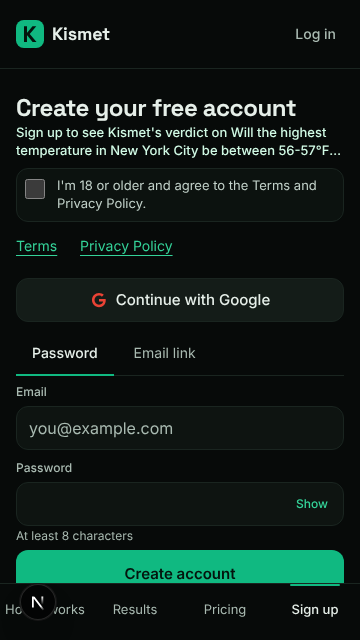 Kismet
Log in
Create your free account
Sign up to see Kismet's verdict on Will the highest
temperature in New York City be between 56-57°F...
I'm 18 or older and agree to the Terms and
Privacy Policy.
Terms Privacy Policy
Continue with Google
Password Email link
Email
you@example.com
Password
Show
At least 8 characters
Create account
Results Pricing Sign up